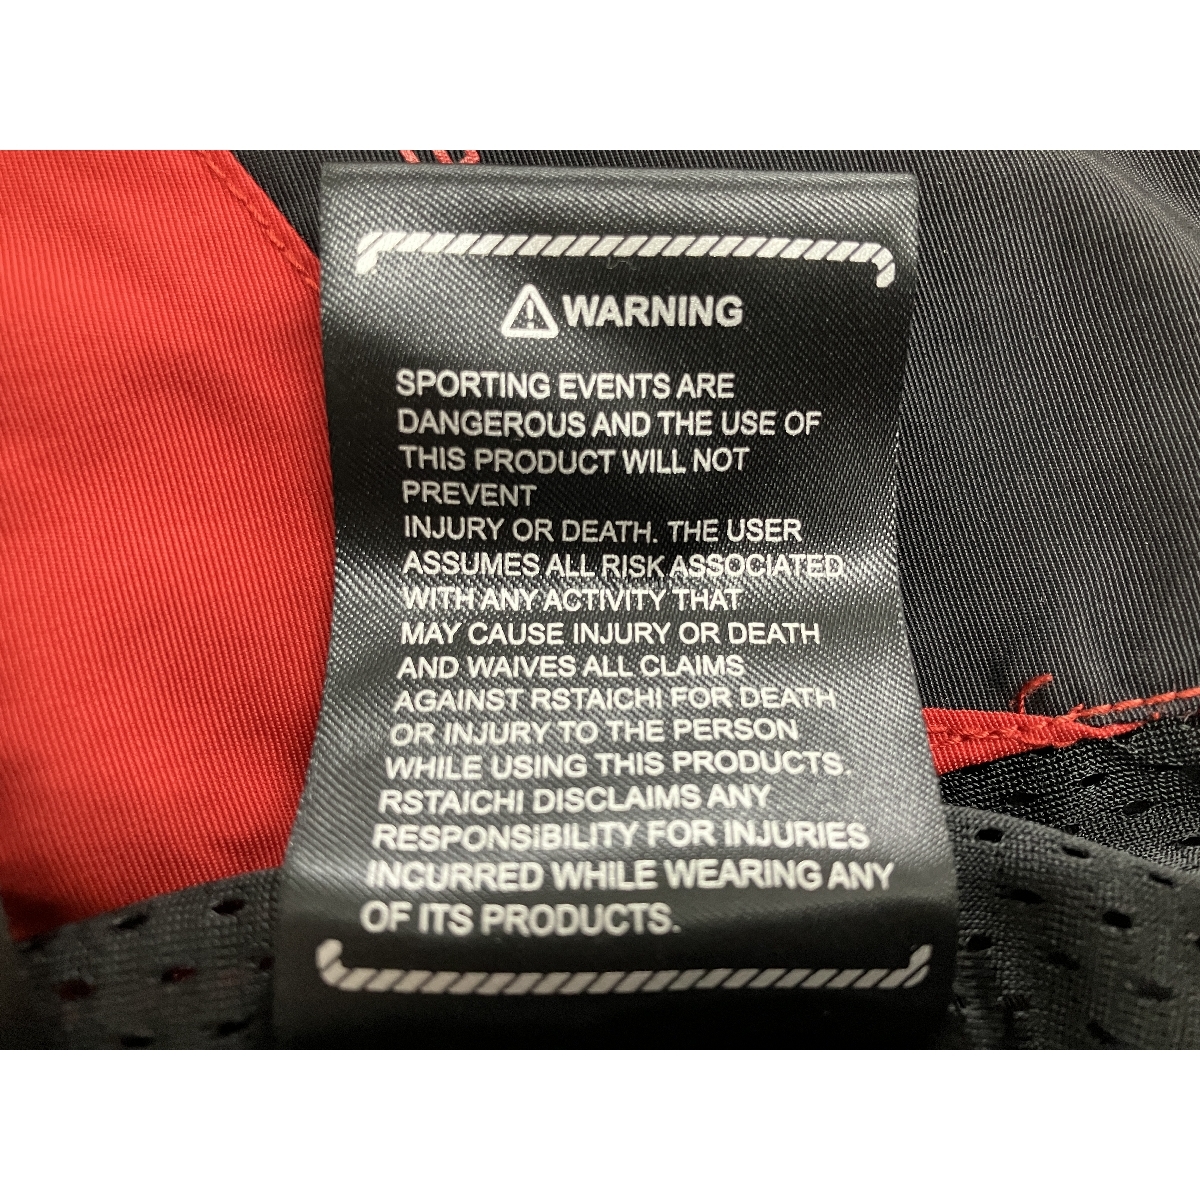 WARNING
SPORTING EVENTS ARE
DANGEROUS AND THE USE OF
THIS PRODUCT WILL NOT
PREVENT
INJURY OR DEATH. THE USER
ASSUMES ALL RISK ASSOCIATED
WITH ANY ACTIVITY THAT
MAY CAUSE INJURY OR DEATH
AND WAIVES ALL CLAIMS
AGAINST RSTAICHI FOR DEATH
OR INJURY TO THE PERSON
WHILE USING THIS PRODUCTS.
RSTAICHI DISCLAIMS ANY
RESPONSIBILITY FOR INJURIES
INCURRED WHILE WEARING ANY
OF ITS PRODUCTS.